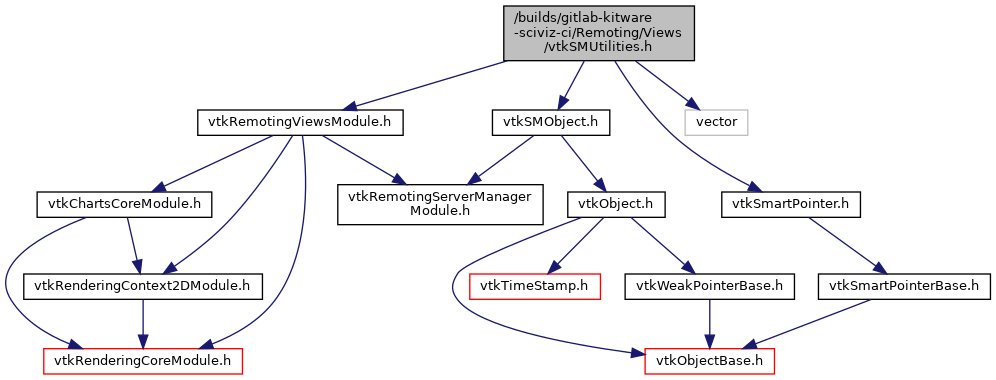 /builds/gitlab-kitware
-sciviz-ci/Remoting/Views
/vtkSMUtilities.h
vtkRemotingViewsModule.h
vtkSMObject.h
vector
vtkChartsCoreModule.h
vtkRemotingServerManager
Module.h
vtkObject.h
vtkSmartPointer.h
vtkRenderingContext2DModule.h
vtkTimeStamp.h
vtkWeakPointerBase.h
vtkSmartPointerBase.h
vtkRenderingCoreModule.h
vtkObjectBase.h